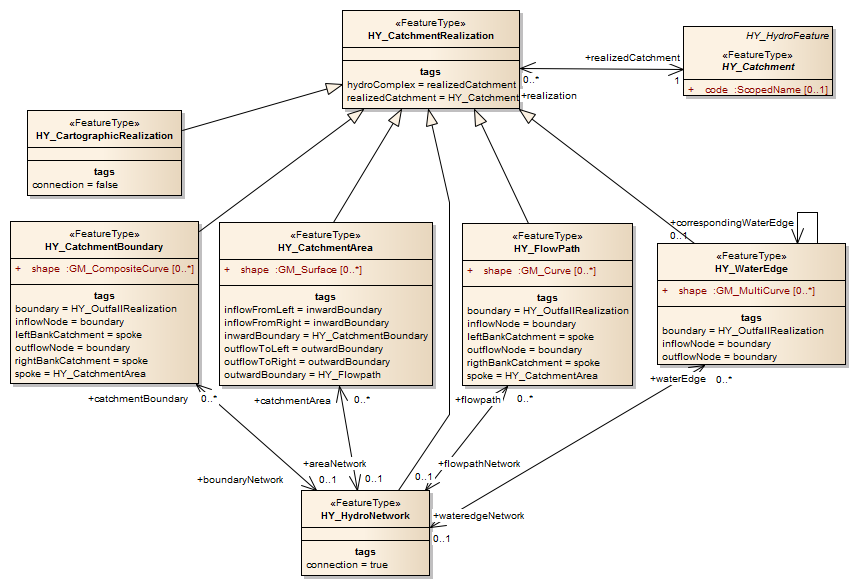 «FeatureType»
HY_CatchmentRealization
tags
hydroComplex = realizedCatchment
realizedCatchment = HY_Catchment
+realizedCatchment
0..*
1
+realization
HY_HydroFeature
«FeatureType»
HY_Catchment
+ code :ScopedName [0..1]
«FeatureType»
HY_CartographicRealization
tags
connection = false
«FeatureType»
HY_CatchmentBoundary
+ shape :GM_CompositeCurve [0..*]
tags
boundary = HY_OutfallRealization
inflowNode = boundary
leftBankCatchment = spoke
outflowNode = boundary
rightBankCatchment = spoke
spoke = HY_CatchmentArea
«FeatureType»
HY_CatchmentArea
+ shape :GM_Surface [0..*]
tags
inflowFromLeft = inwardBoundary
inflowFromRight = inwardBoundary
inwardBoundary = HY_CatchmentBoundary
outflowToLeft = outwardBoundary
outflowToRight = outwardBoundary
outwardBoundary = HY_Flowpath
«FeatureType»
HY_FlowPath
+ shape :GM_Curve [0..*]
tags
boundary = HY_OutfallRealization
inflowNode = boundary
leftBankCatchment = spoke
outflowNode = boundary
rigthBankCatchment = spoke
spoke = HY_CatchmentArea
+correspondingWaterEdge
0..1
«FeatureType»
HY_WaterEdge
+ shape :GM_MultiCurve [0..*]
tags
boundary = HY_OutfallRealization
inflowNode = boundary
outflowNode = boundary
+catchmentBoundary
0..*
+catchmentArea
0..*
+flowpath
0..*
+waterEdge
0..*
+boundaryNetwork
0..1
+areaNetwork
0..1
+flowpathNetwork
0..1
+wateredgeNetwork
0..1
«FeatureType»
HY_HydroNetwork
tags
connection = true